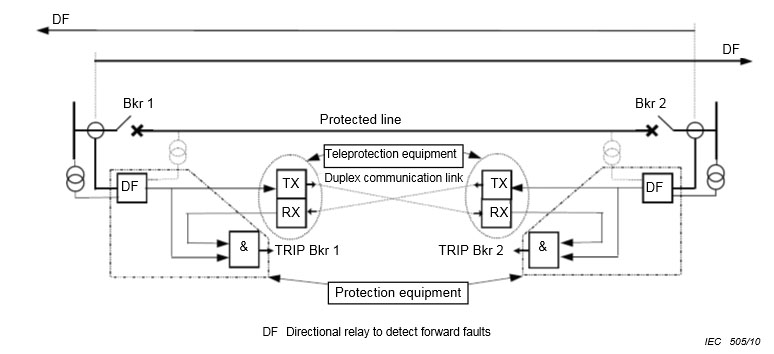 DF
DF
Bkr 1
Bkr 2
Protected line
Teleprotection equipment
Duplex communication link
DF
TX
TX
DF
RX
RX
&
TRIP Bkr 1
TRIP Bkr 2
&
Protection equipment
DF Directional relay to detect forward faults
IEC 505/10